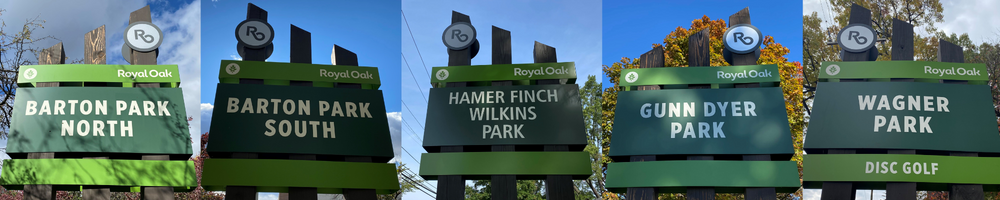 RO
Royal Oak
BARTON PARK
NORTH
RO
Royal Oak
BARTON PARK
SOUTH
RO
Royal Oak
HAMER FINCH
WILKINS
PARK
RO
Royal Oak
GUNN DYER
PARK
RO
Royal Oak
WAGNER
PARK
DISC GOLF